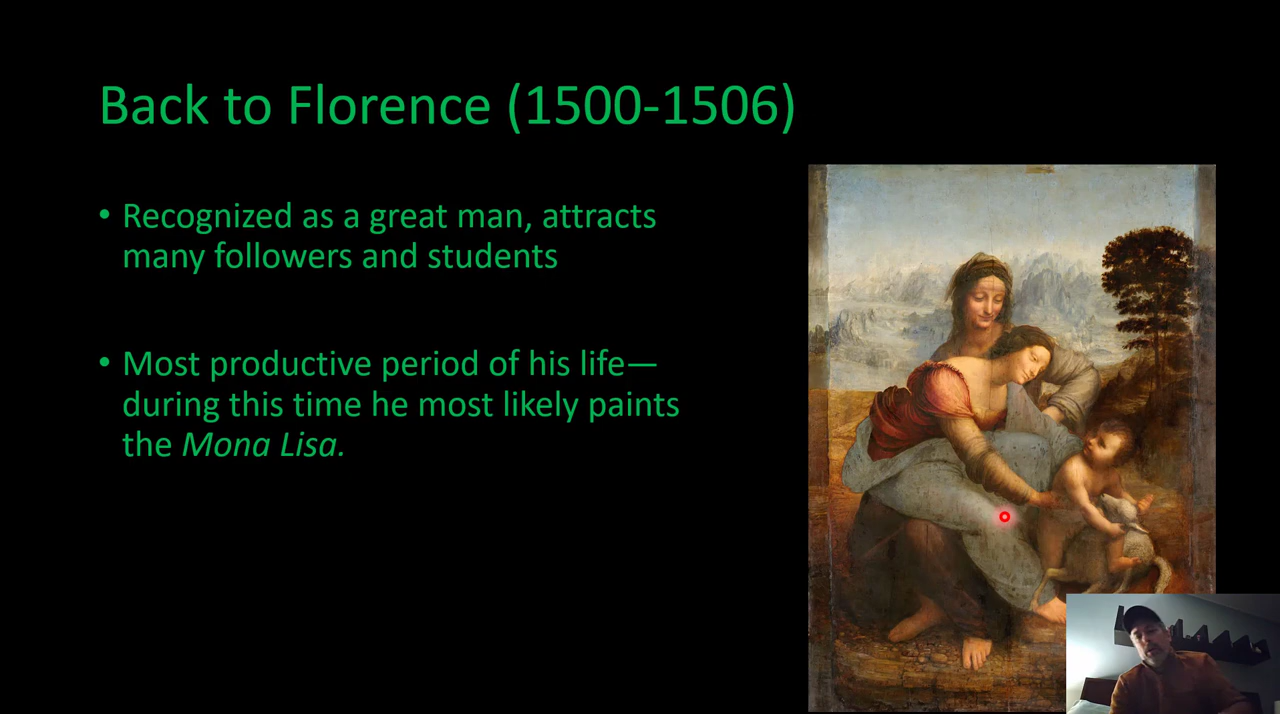 Back to Florence (1500-1506)
• Recognized as a great man, attracts
many followers and students
• Most productive period of his life—
during this time he most likely paints
the Mona Lisa.